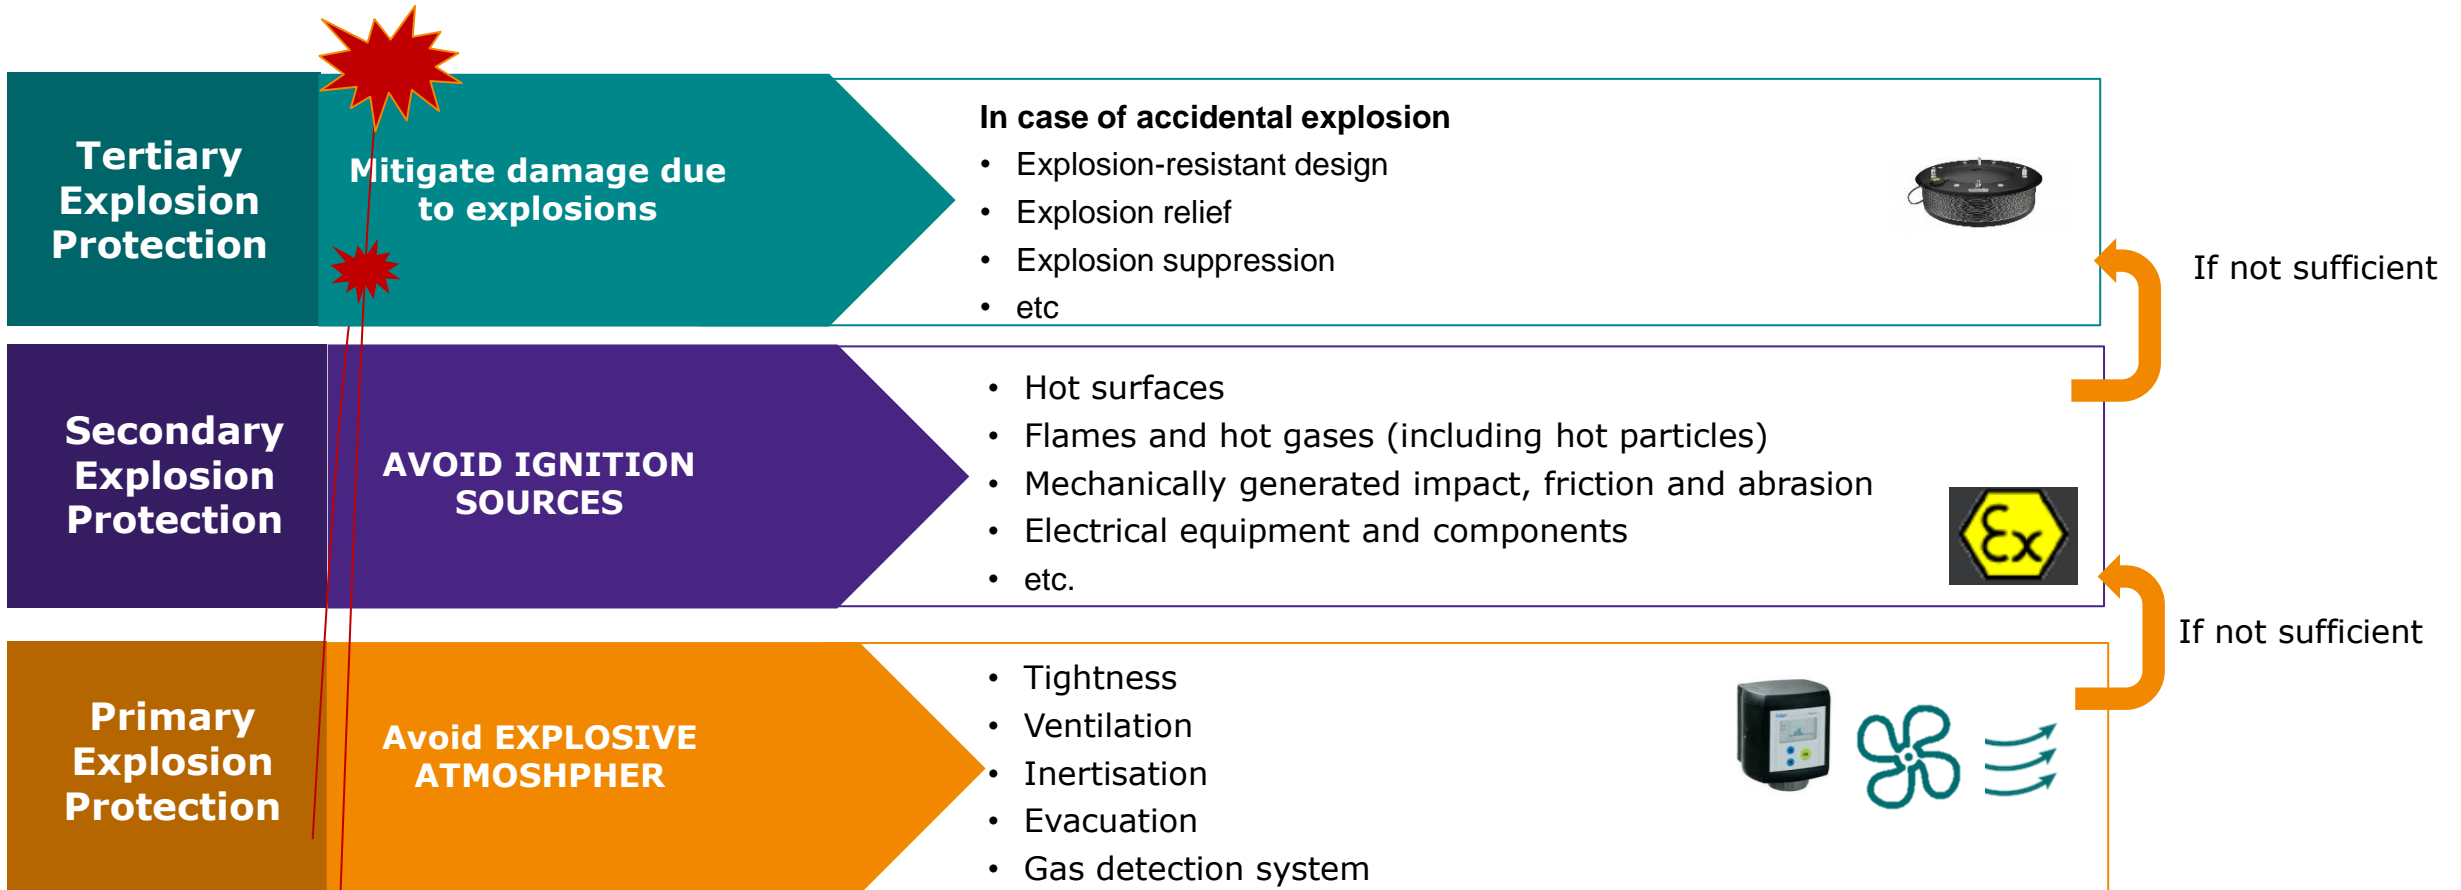 Tertiary
Explosion
Protection
Mitigate damage due
to explosions
In case of accidental explosion
• Explosion-resistant design
• Explosion relief
• Explosion suppression
• etc
If not sufficient
Secondary
Explosion
Protection
AVOID IGNITION
SOURCES
• Hot surfaces
• Flames and hot gases (including hot particles)
• Mechanically generated impact, friction and abrasion
• Electrical equipment and components
• etc.
Ex
If not sufficient
Primary
Explosion
Protection
Avoid EXPLOSIVE
ATMOSHPHER
• Tightness
• Ventilation
• Inertisation
• Evacuation
• Gas detection system